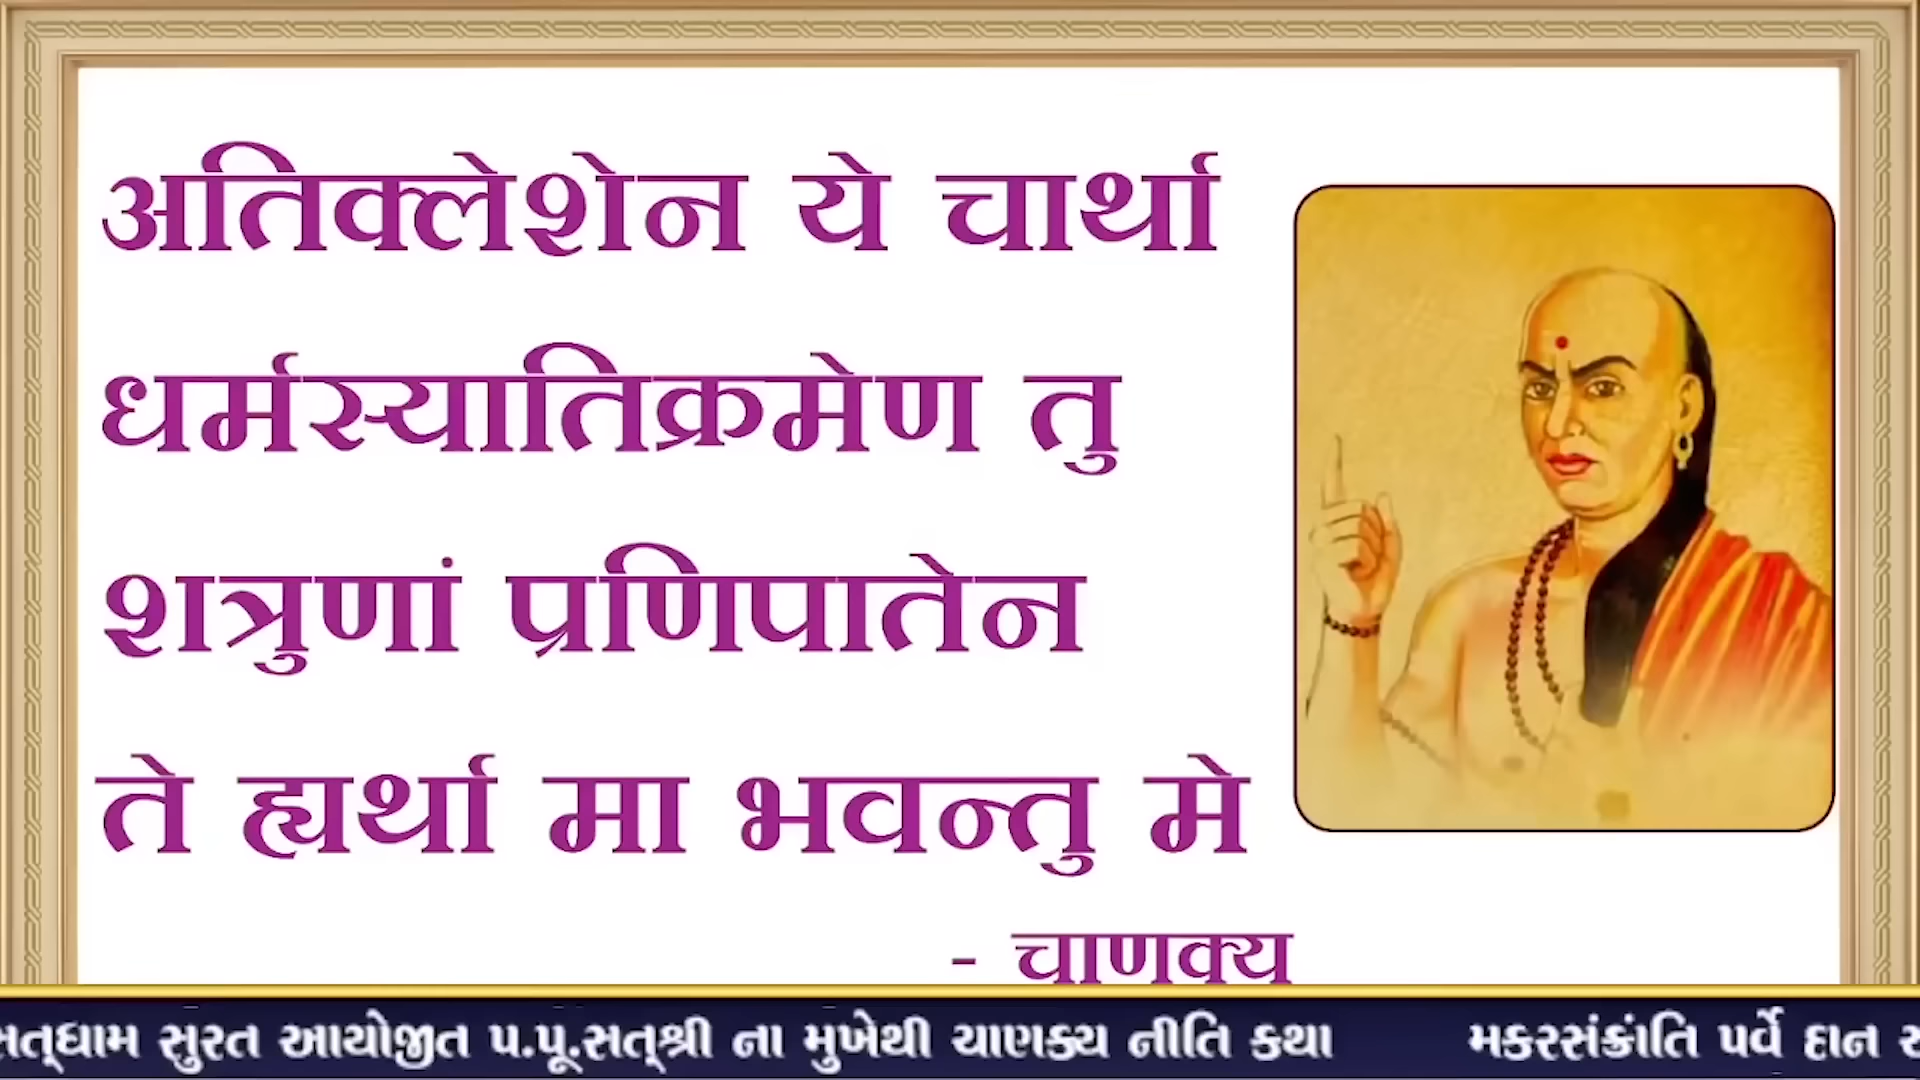 अतिक्लेशेन ये चार्था
धर्मस्यातिक्रमेण तु
शत्रुणां प्रणिपातेन
ते ह्यर्था मा भवन्तु मे
- चाणक्य
સત્ધામ સુરત આયોજીત પ.પૂ.સત્શ્રી ના મુખેથી ચાણક્ય નીતિ કથા મકરસંક્રાંતિ પર્વે દાન